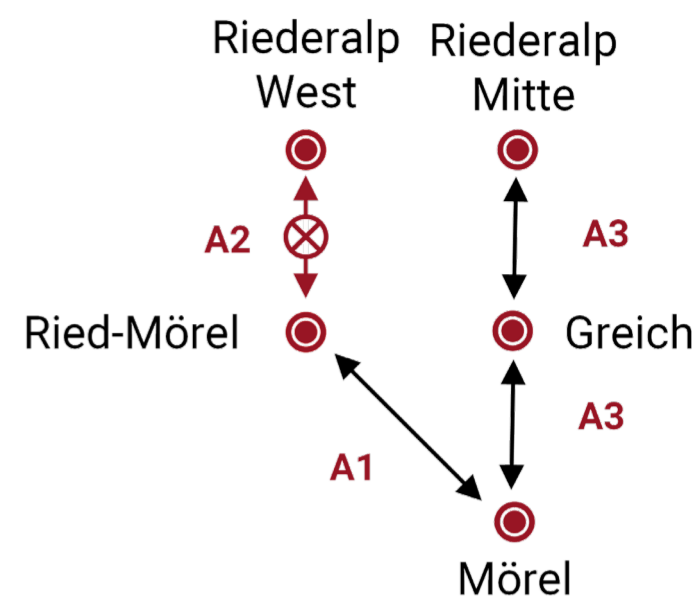 Riederalp
West
Riederalp
Mitte
A2
A3
Ried-Mörel
Greich
A3
A1
Mörel